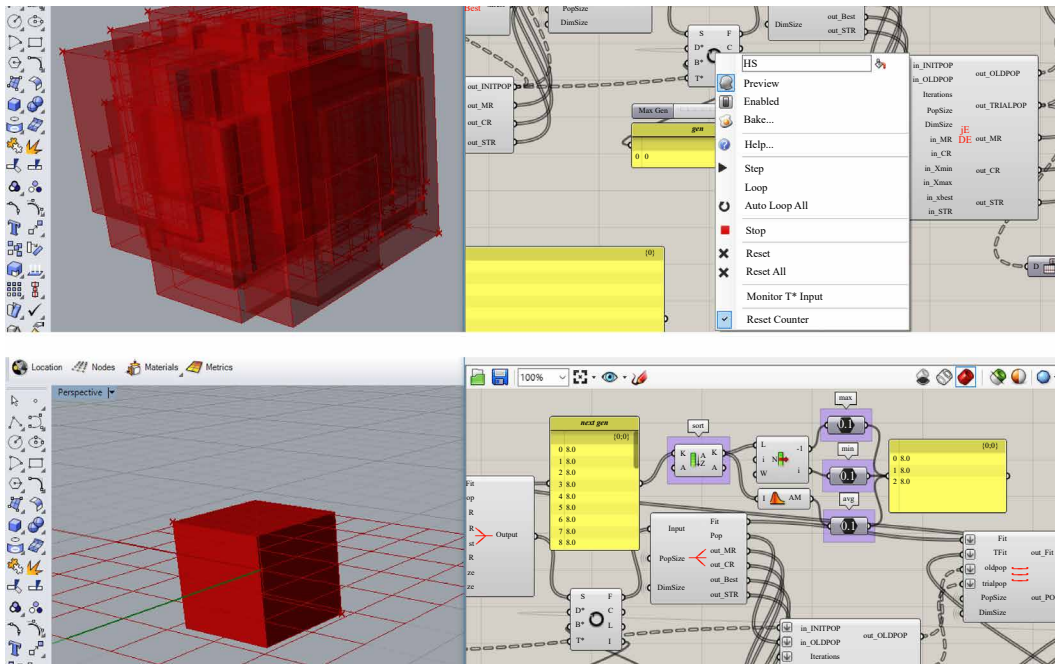 Best
PopSize
DimSize
DimSize
out_Best
out_STR
S F
D* C
B*
T*
out_INITPOP
out_MR
out_CR
out_STR
Max Gen
gen
0 0
{0}
HS
Preview
Enabled
Bake...
Help...
Step
Loop
Auto Loop All
Stop
Reset
Reset All
Monitor T* Input
Reset Counter
in_INITPOP
in_OLDPOP
Iterations
PopSize
DimSize
in_MR
in_CR
in_Xmin
in_Xmax
in_xbest
in_STR
jE
DE
out_OLDPOP
out_TRIALPOP
out_MR
out_CR
out_STR
D
Location Nodes Materials Metrics
Perspective
100%
next gen
{0;0}
0 8.0
1 8.0
2 8.0
3 8.0
4 8.0
5 8.0
6 8.0
7 8.0
8 8.0
sort
K A K
A Z A
L -1
i N
W i
I AM
max
0.1
min
0.1
avg
0.1
{0;0}
0 8.0
1 8.0
2 8.0
Fit
op
R
R
st
R
ze
ze
Output
Input
PopSize
DimSize
Fit
Pop
out_MR
out_CR
out_Best
out_STR
S F
D* C
B* L
T* I
Fit
TFit
oldpop
trialpop
PopSize
DimSize
out_Fit
out_PO
in_INITPOP
in_OLDPOP
Iterations
out_OLDPOP